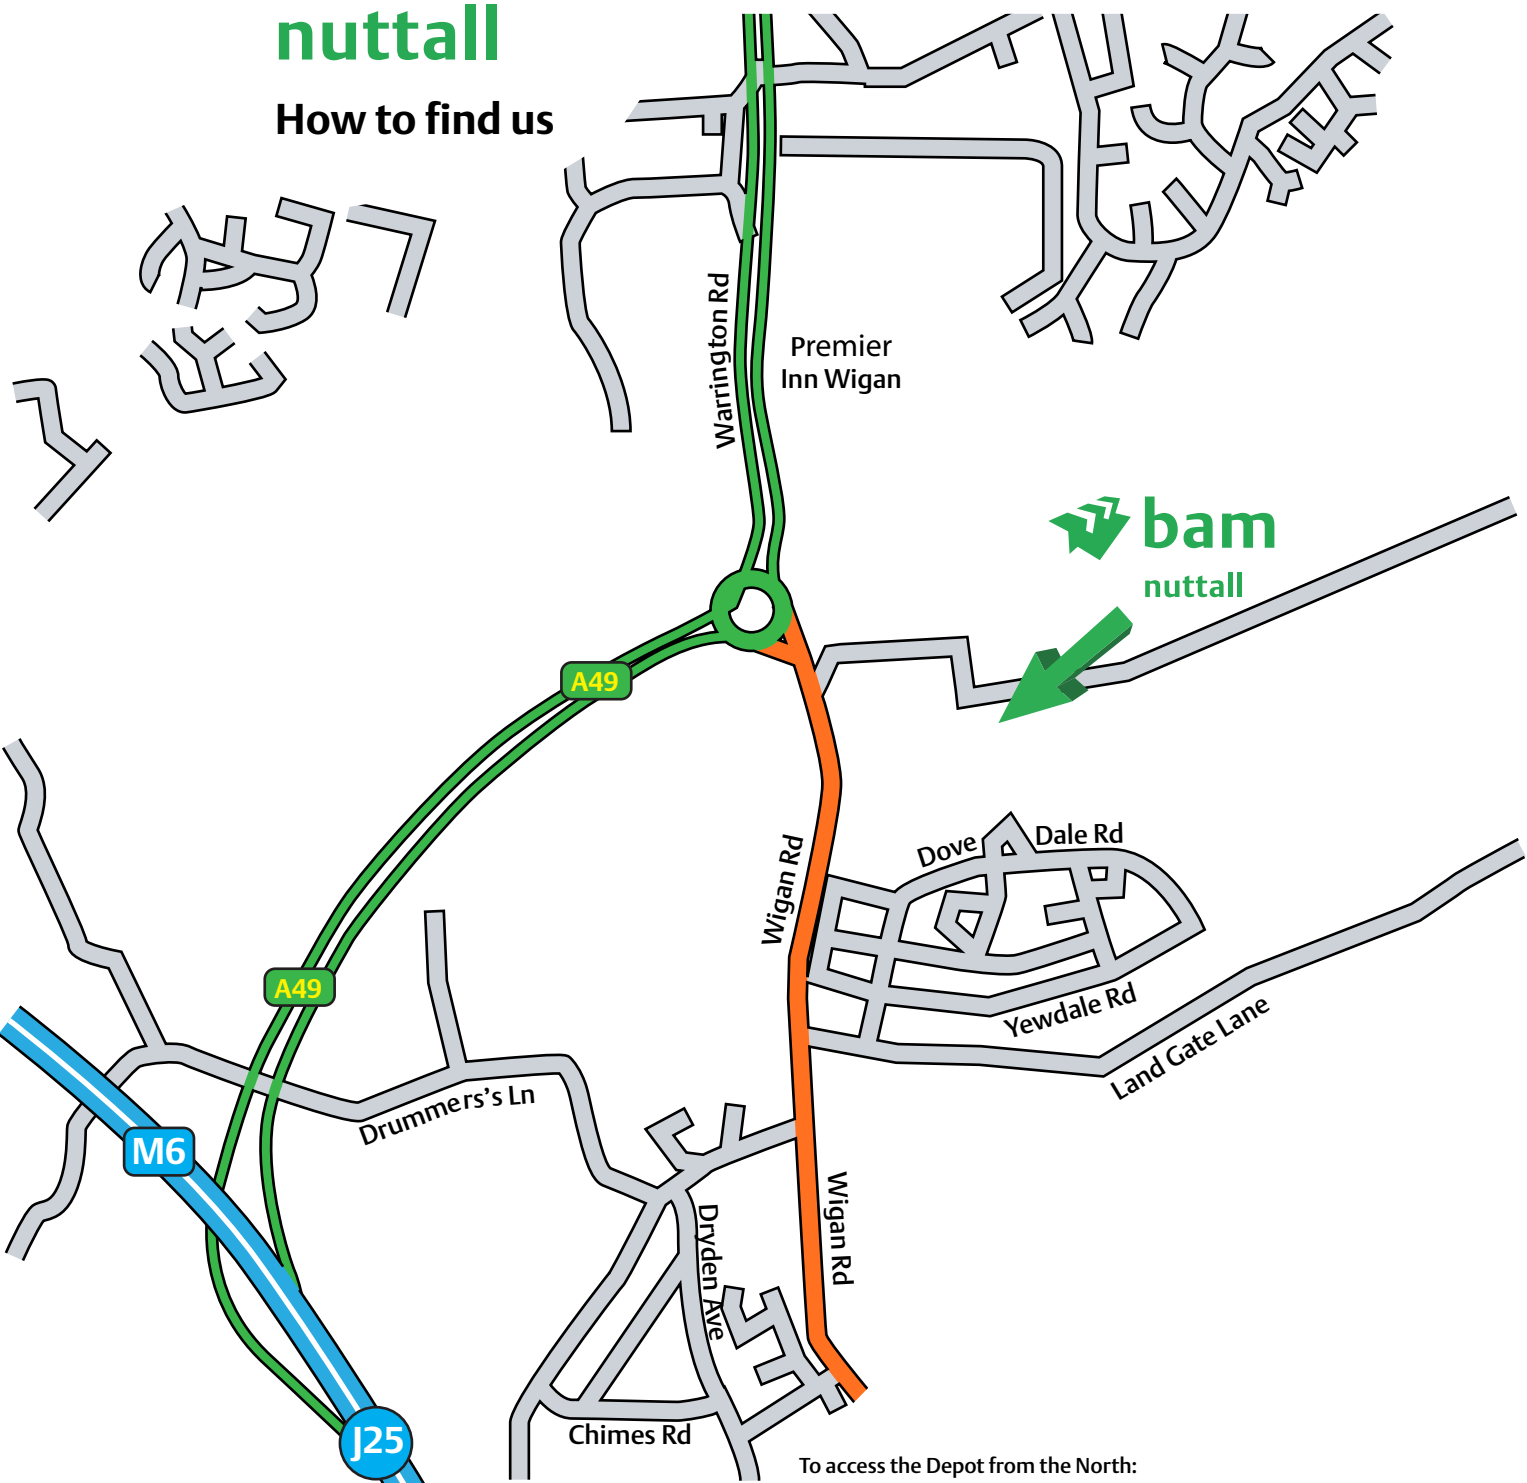 nuttall
How to find us
Warrington Rd
Premier
Inn Wigan
bam
nuttall
A49
Wigan Rd
Dove
Dale Rd
A49
Yewdale Rd
Land Gate Lane
Drummers's Ln
M6
Wigan Rd
Dryden Ave
J25
Chimes Rd
To access the Depot from the North: